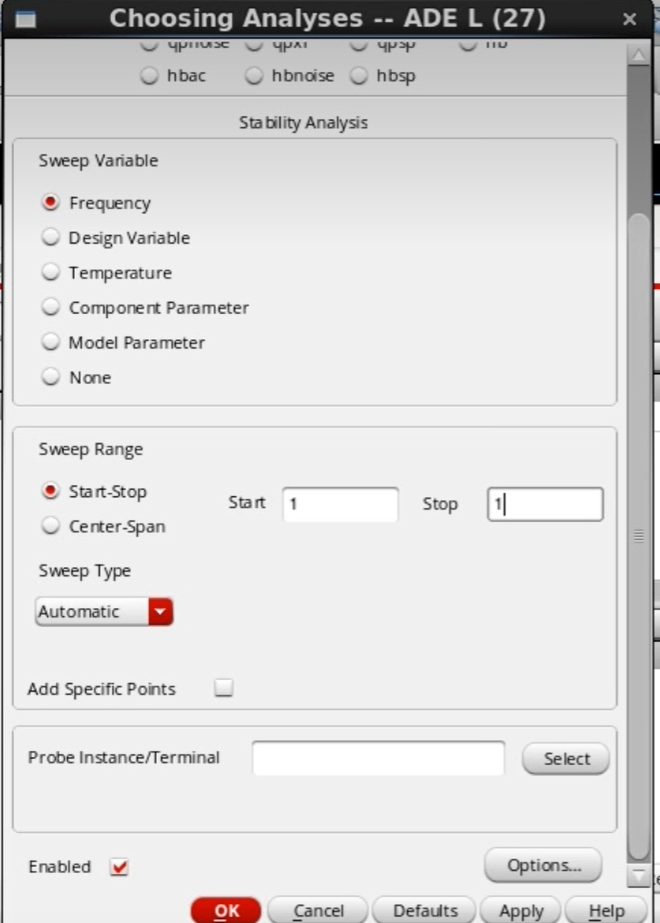 Choosing Analyses -- ADE L (27)
qpnoise qpxf qpsp hb
hbac hbnoise hbsp
Stability Analysis
Sweep Variable
Frequency
Design Variable
Temperature
Component Parameter
Model Parameter
None
Sweep Range
Start-Stop
Start 1 Stop 1
Center-Span
Sweep Type
Automatic
Add Specific Points
Probe Instance/Terminal Select
Enabled
Options...
OK Cancel Defaults Apply Help